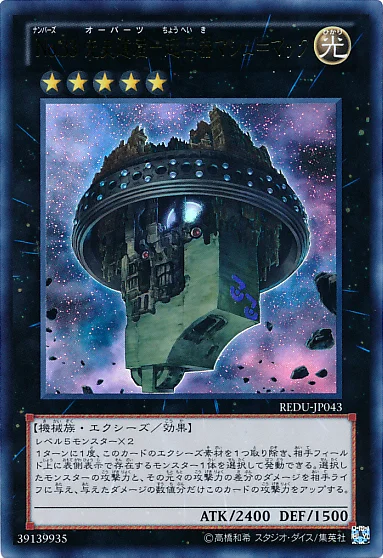 ナンバーズ オーパーツ ちょうへいき
ひかり
光
33
REDU-JP043
【機械族・エクシーズ/効果】
レベル5モンスター×2
1ターンに1度、このカードのエクシーズ素材を1つ取り除き、相手フィールド
上に表側表示で存在するモンスター1体を選択して発動できる。選択
したモンスターの攻撃力と、その元々の攻撃力の差分のダメージを相手ライ
フに与え、与えたダメージの数値分だけこのカードの攻撃力をアップする。
ATK/2400 DEF/1500
39139935
©高橋和希 スタジオ・ダイス/集英社